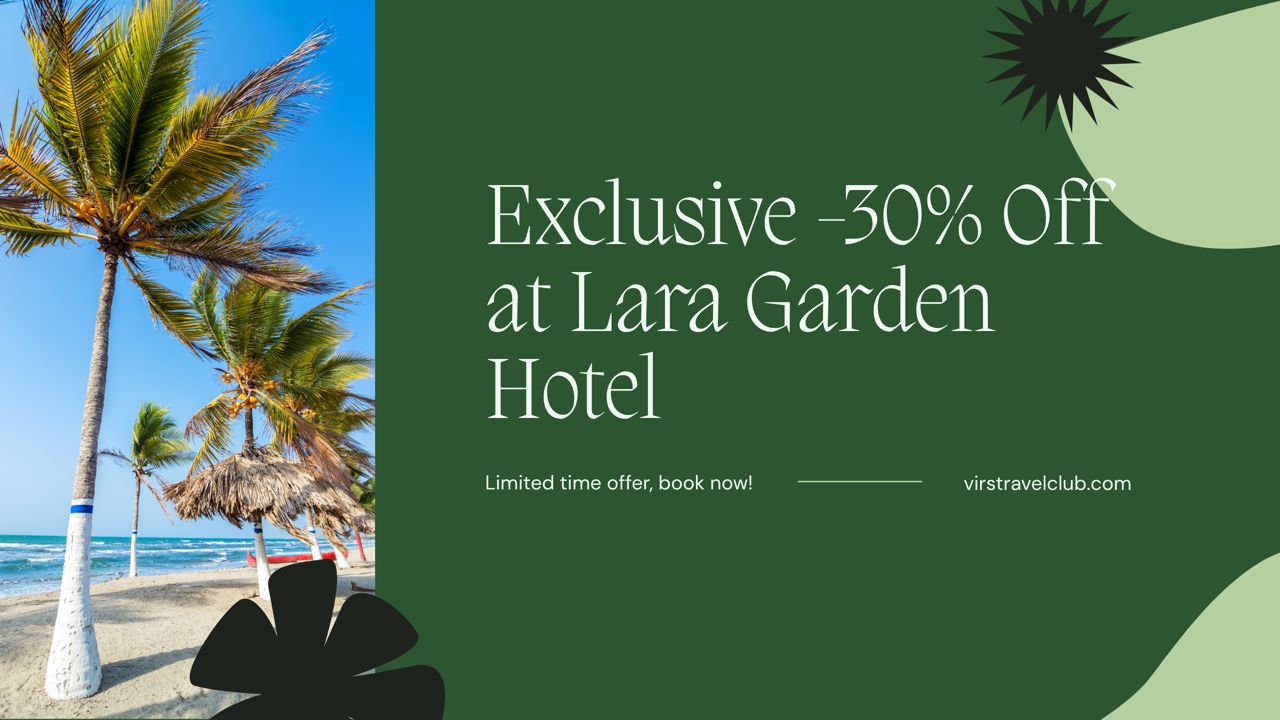 Exclusive -30% Off
at Lara Garden
Hotel
Limited time offer, book now!
virstravelclub.com